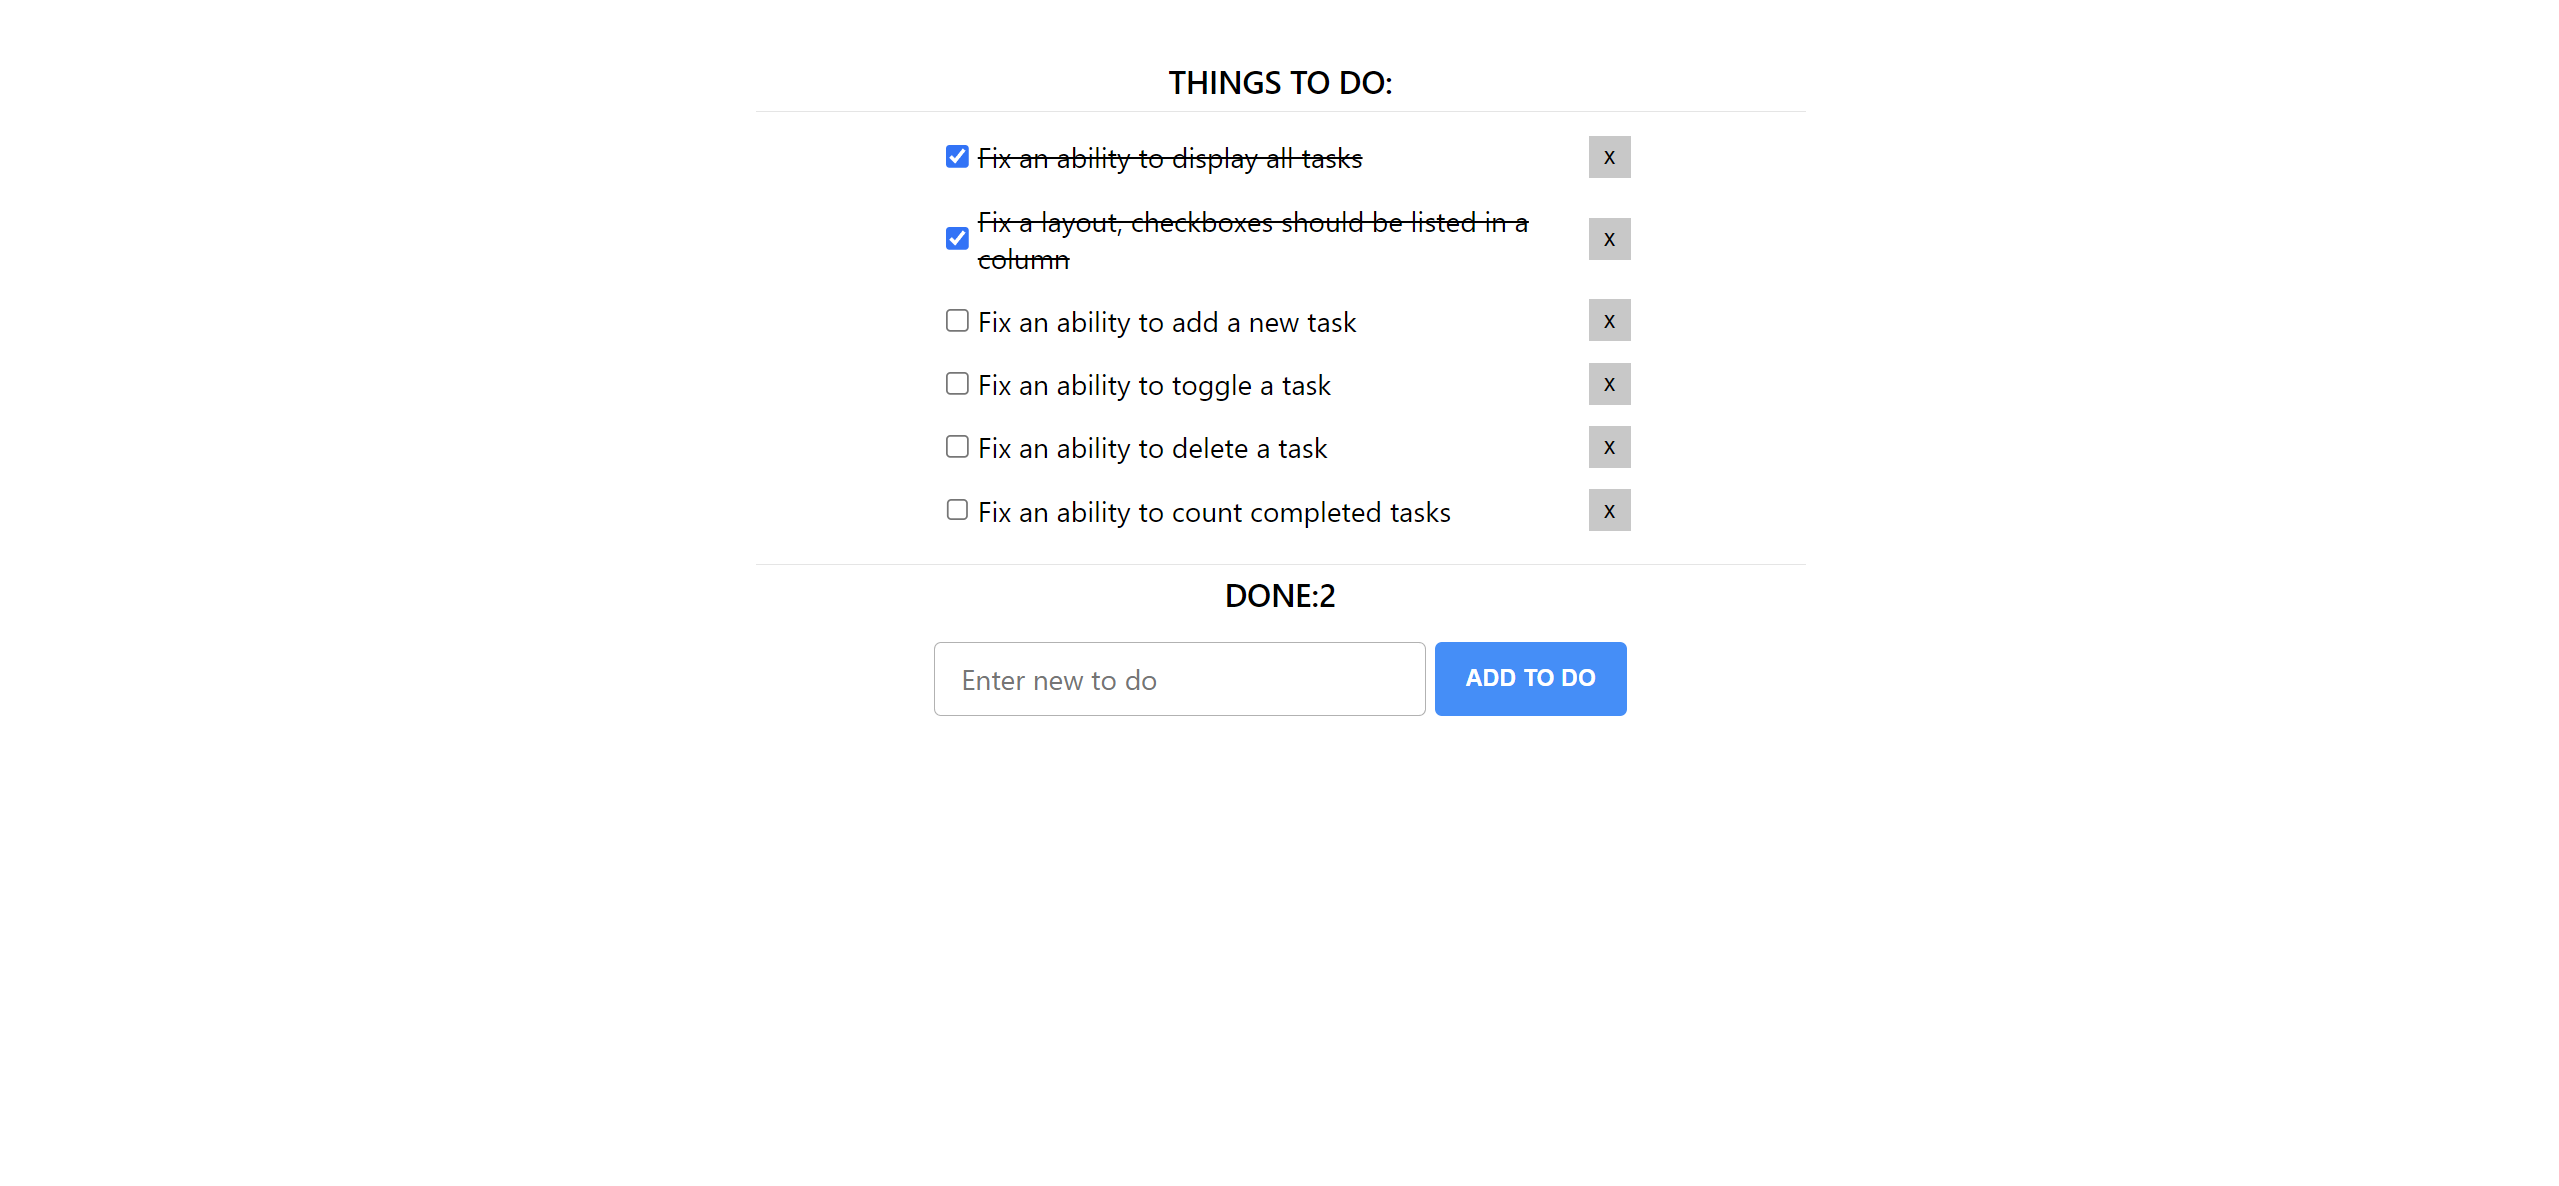 THINGS TO DO:
Fix an ability to display all tasks
x
Fix a layout, checkboxes should be listed in a
column
x
Fix an ability to add a new task
x
Fix an ability to toggle a task
x
Fix an ability to delete a task
x
Fix an ability to count completed tasks
x
DONE:2
Enter new to do
ADD TO DO